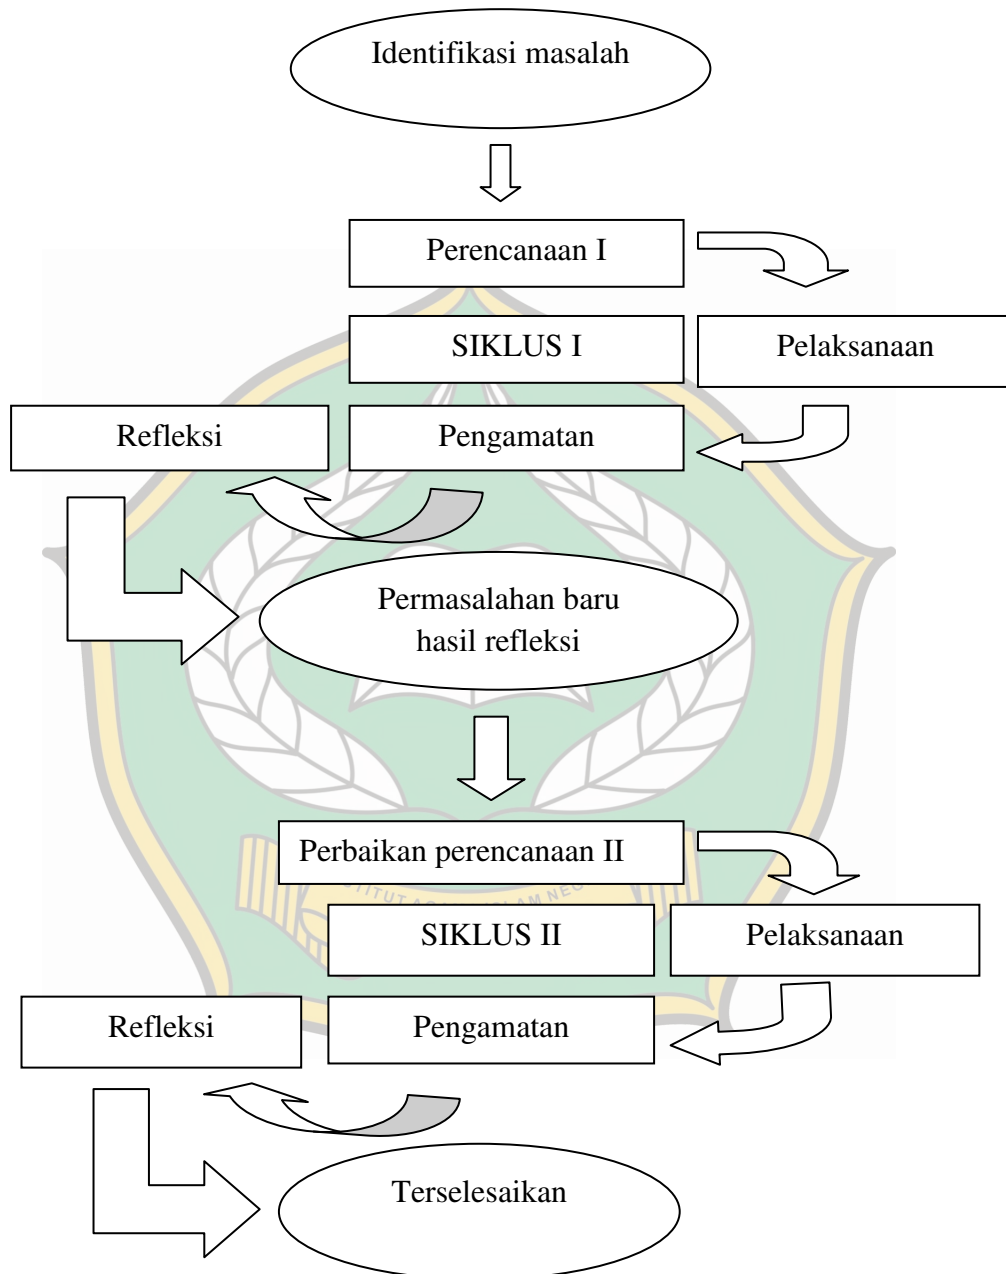 Identifikasi masalah
Perencanaan I
SIKLUS I
Pelaksanaan
Refleksi
Pengamatan
Permasalahan baru
hasil refleksi
Perbaikan perencanaan II
SIKLUS II
Pelaksanaan
Refleksi
Pengamatan
Terselesaikan